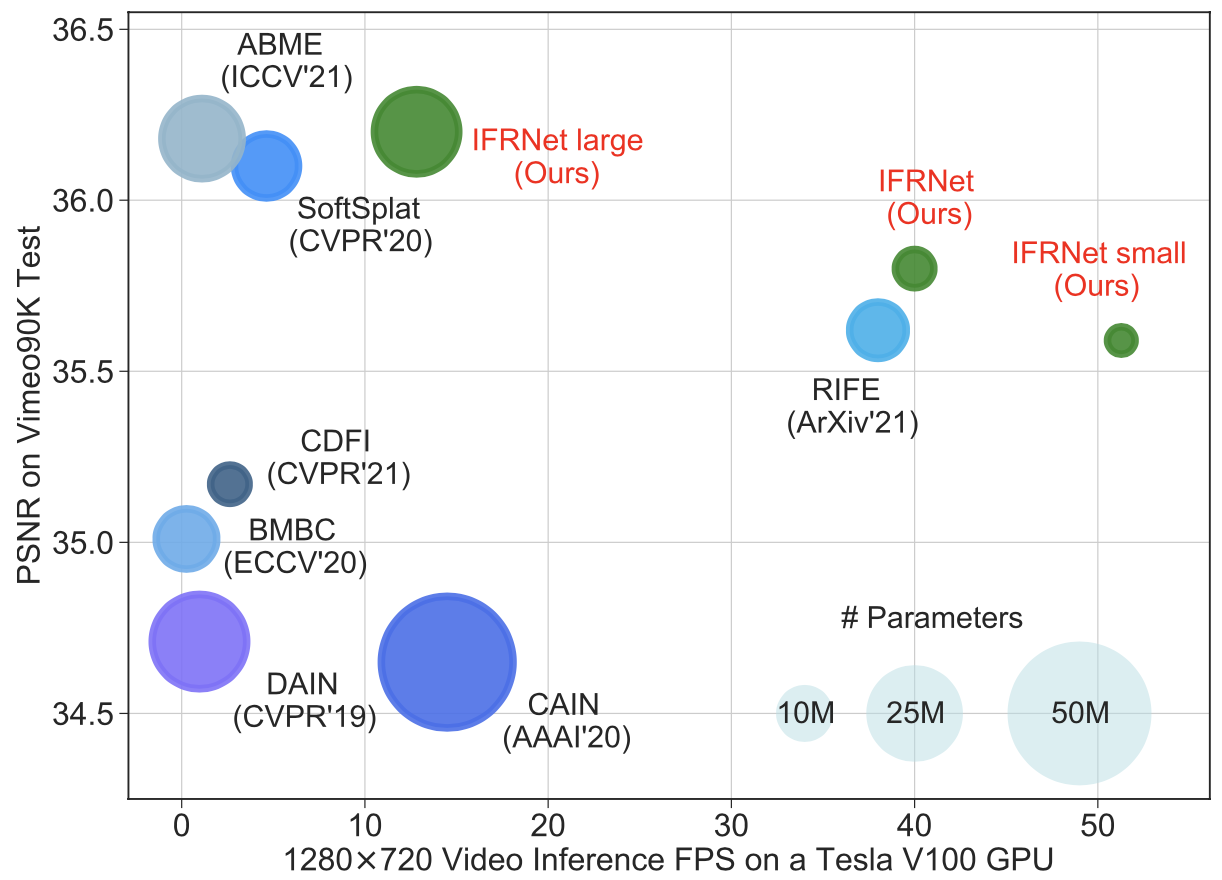 36.5
36.0
35.5
35.0
34.5
PSNR on Vimeo90K Test
ABME
(ICCV'21)
IFRNet large
(Ours)
SoftSplat
(CVPR'20)
IFRNet
(Ours)
IFRNet small
(Ours)
RIFE
(ArXiv'21)
CDFI
(CVPR'21)
BMBC
(ECCV'20)
DAIN
(CVPR'19)
CAIN
(AAAI'20)
# Parameters
10M 25M 50M
0 10 20 30 40 50
1280×720 Video Inference FPS on a Tesla V100 GPU